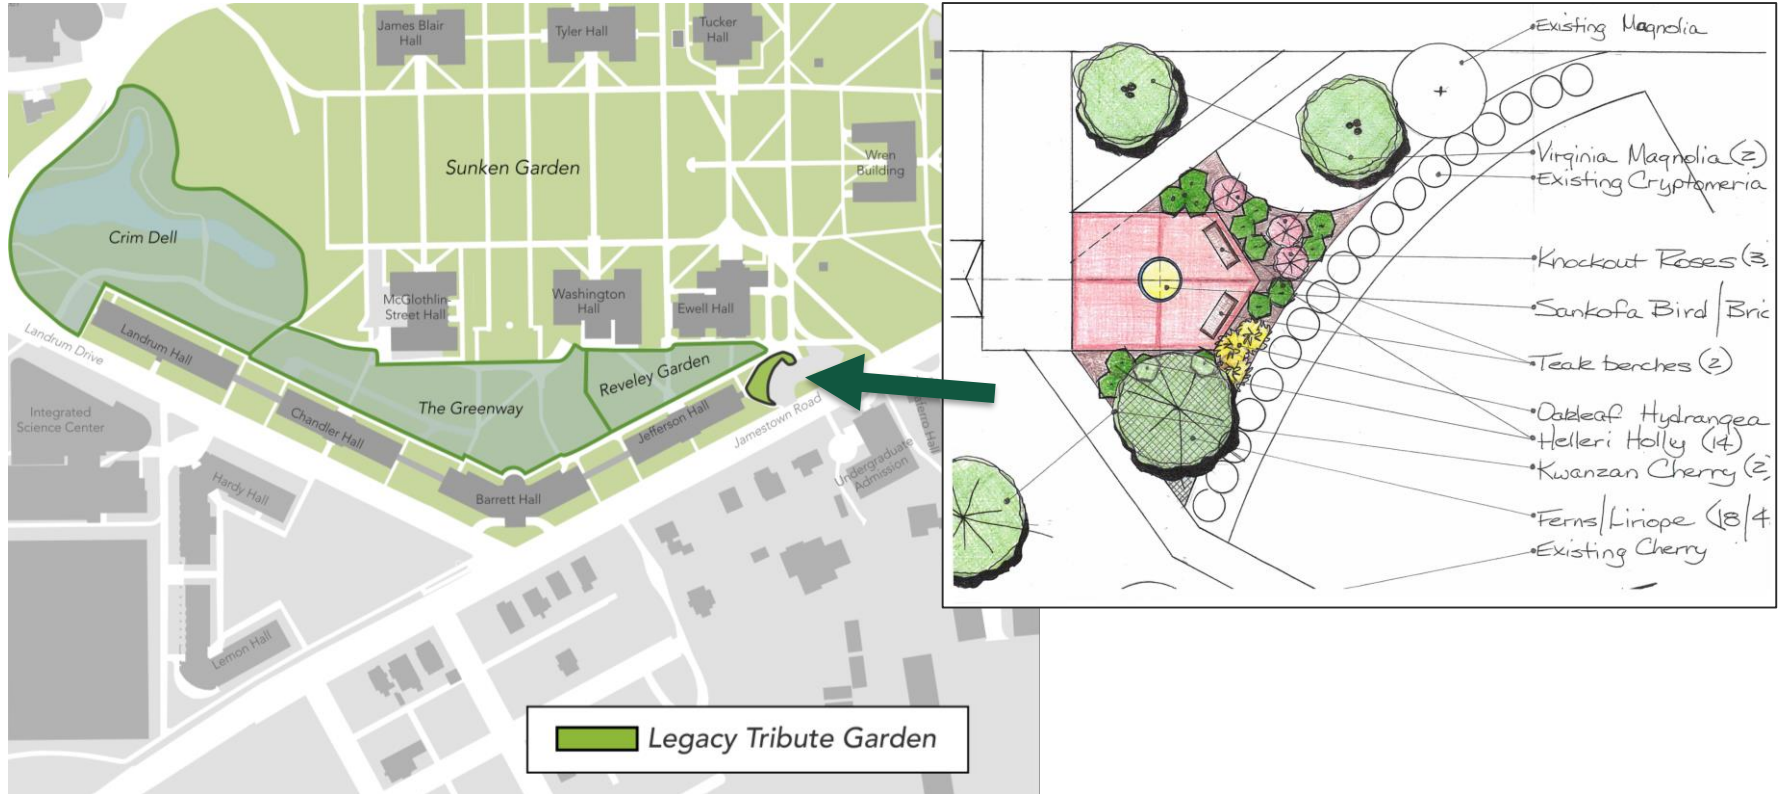 James Blair
Hall
Tyler Hall
Tucker
Hall
Sunken Garden
Wren
Building
Crim Dell
McGlothlin-
Street Hall
Washington
Hall
Ewell Hall
Landrum Drive
Landrum Hall
Reveley Garden
The Greenway
Chandler Hall
Jefferson Hall
Jamestown Road
Integrated
Science Center
Barrett Hall
Hardy Hall
Undergraduate
Admission
Hall
Lemon Hall
Legacy Tribute Garden
Existing Magnolia
Virginia Magnolia (2)
Existing Cryptomeria
Knockout Roses (3
Sankofa Bird/Bric
Teak benches (2)
Oakleaf Hydrangea
Helleri Holly (14)
Kwanzan Cherry (2
Ferns/Liriope (18/4
Existing Cherry